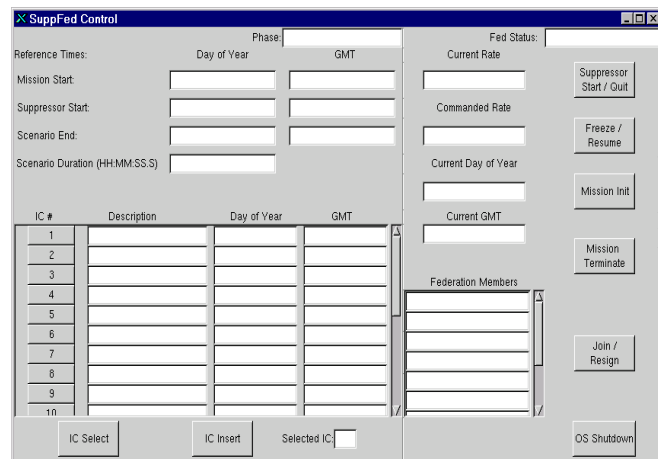 SuppFed Control
Phase:
Fed Status:
Reference Times:
Day of Year
GMT
Mission Start:
Suppressor Start:
Scenario End:
Scenario Duration (HH:MM:SS.S)
Current Rate
Commanded Rate
Current Day of Year
Current GMT
Suppressor
Start / Quit
Freeze /
Resume
Mission Init
Mission
Terminate
Join /
Resign
OS Shutdown
IC #
Description
Day of Year
GMT
1
2
3
4
5
6
7
8
9
10
Federation Members
IC Select
IC Insert
Selected IC: